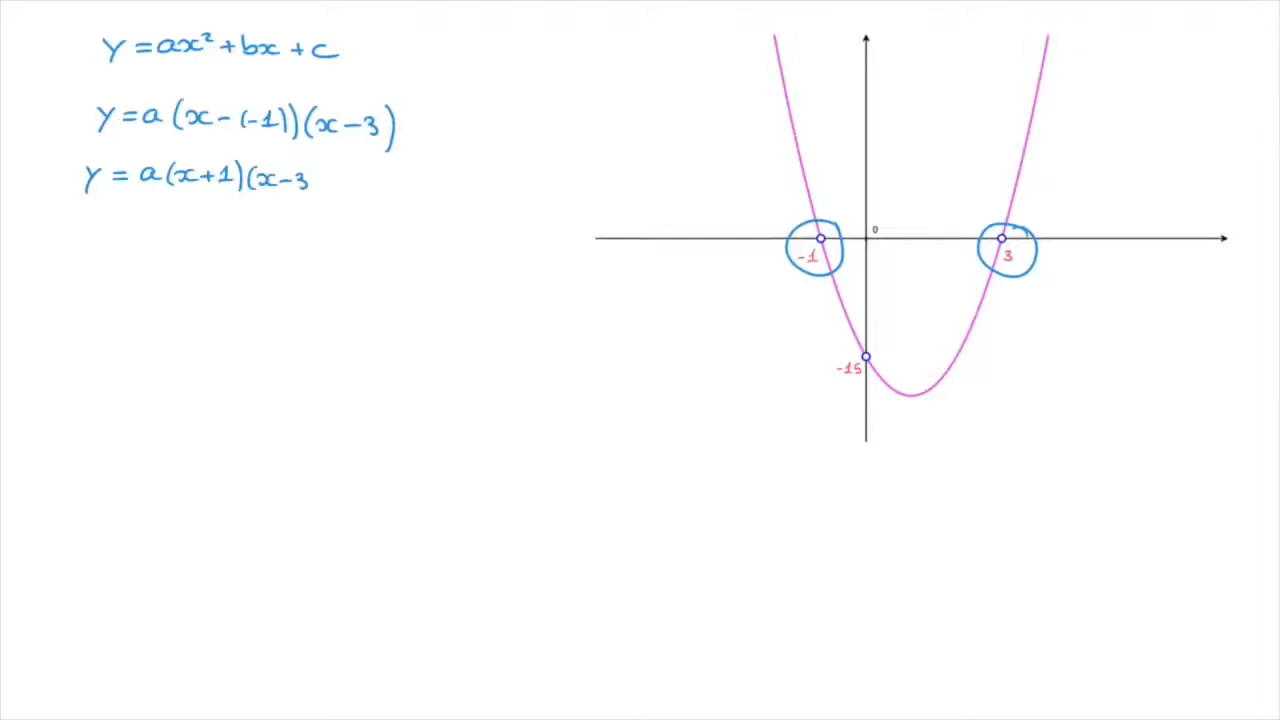 y = ax² + bx + c
y = a(x - (-1))(x - 3)
y = a(x+1)(x-3
0
-1
3
-15